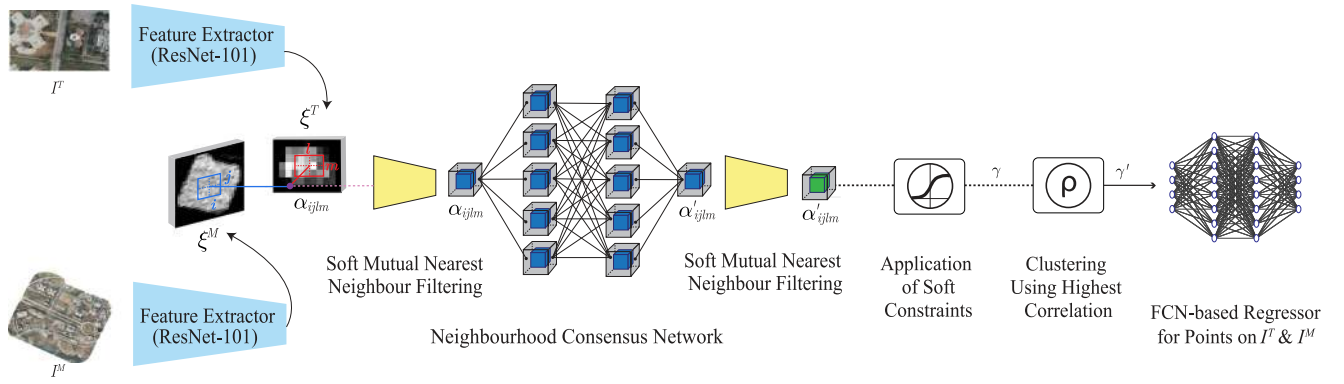 Feature Extractor
(ResNet-101)
I^T
ξ^T
l
m
j
i
α_ijlm
ξ^M
Feature Extractor
(ResNet-101)
I^M
α_ijlm
Soft Mutual Nearest
Neighbour Filtering
α'_ijlm
α'_ijlm
Soft Mutual Nearest
Neighbour Filtering
Neighbourhood Consensus Network
Application
of Soft
Constraints
γ
ρ
Clustering
Using Highest
Correlation
γ'
FCN-based Regressor
for Points on I^T & I^M